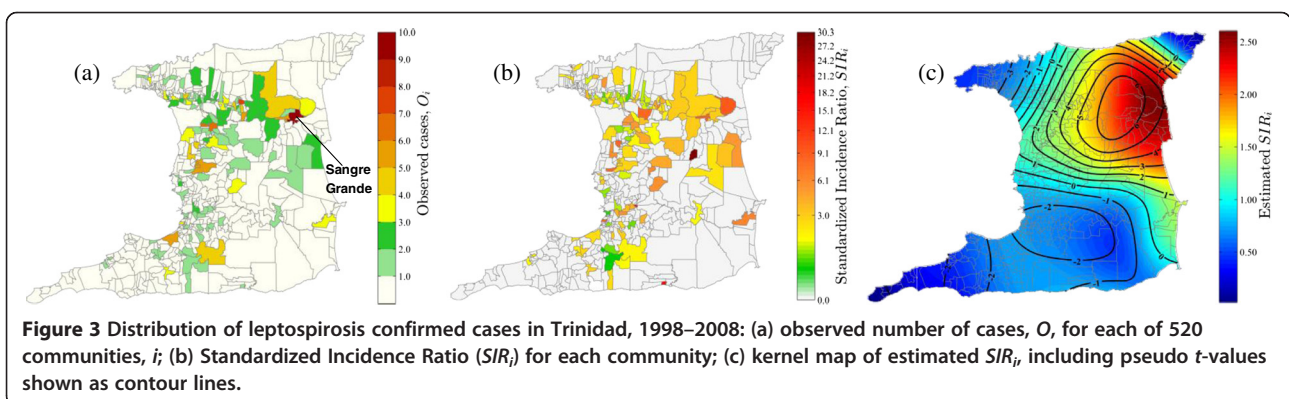 (a)
10.0
9.0
8.0
7.0
6.0
5.0
4.0
3.0
2.0
1.0
Observed cases, Oi
Sangre
Grande
(b)
30.3
27.3
24.2
21.2
18.2
15.1
12.1
9.1
6.1
3.0
0.0
Standardized Incidence Ratio, SIRi
(c)
2.50
2.00
1.50
1.00
0.50
Estimated SIRi
Figure 3 Distribution of leptospirosis confirmed cases in Trinidad, 1998–2008: (a) observed number of cases, O, for each of 520
communities, i; (b) Standardized Incidence Ratio (SIRi) for each community; (c) kernel map of estimated SIRi, including pseudo t-values
shown as contour lines.